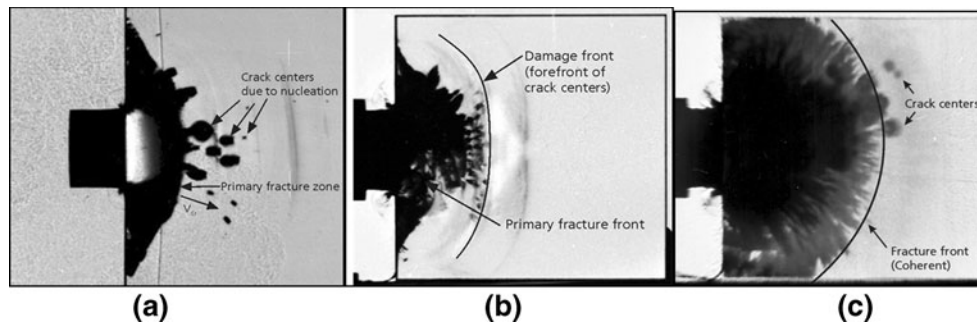 Crack centers
due to nucleation
Primary fracture zone
Damage front
(forefront of
crack centers)
Primary fracture front
Crack centers
Fracture front
(Coherent)
(a)
(b)
(c)